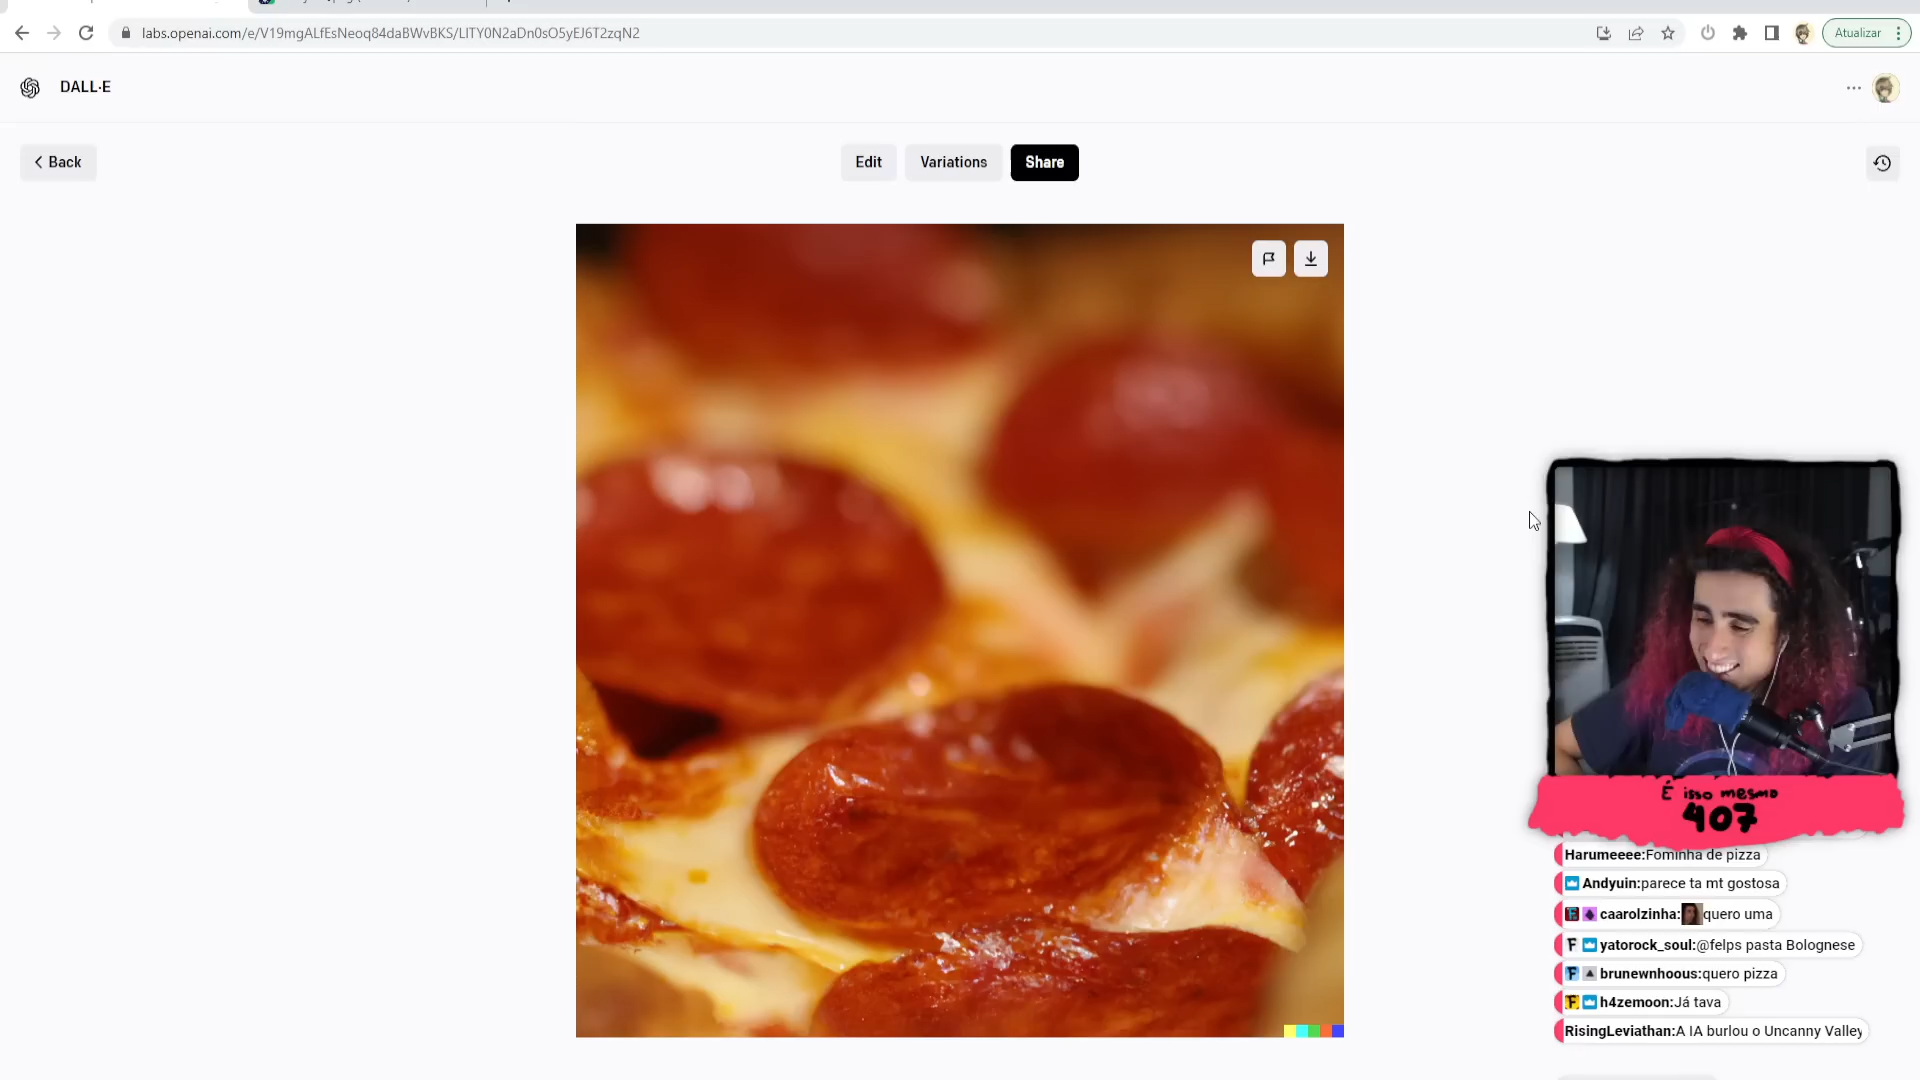 labs.openai.com/e/V19mgALfEsNeoq84daBWvBKS/LlTY0N2aDn0sO5yEJ6T2zqN2
Atualizar
DALL·E
Back
Edit
Variations
Share
É isso mesmo
407
Harumeeee:Fominha de pizza
Andyuin:parece ta mt gostosa
caarolzinha:quero uma
yatorock_soul:@felps pasta Bolognese
brunewnhoous:quero pizza
h4zemoon:Já tava
RisingLeviathan:A IA burlou o Uncanny Valley